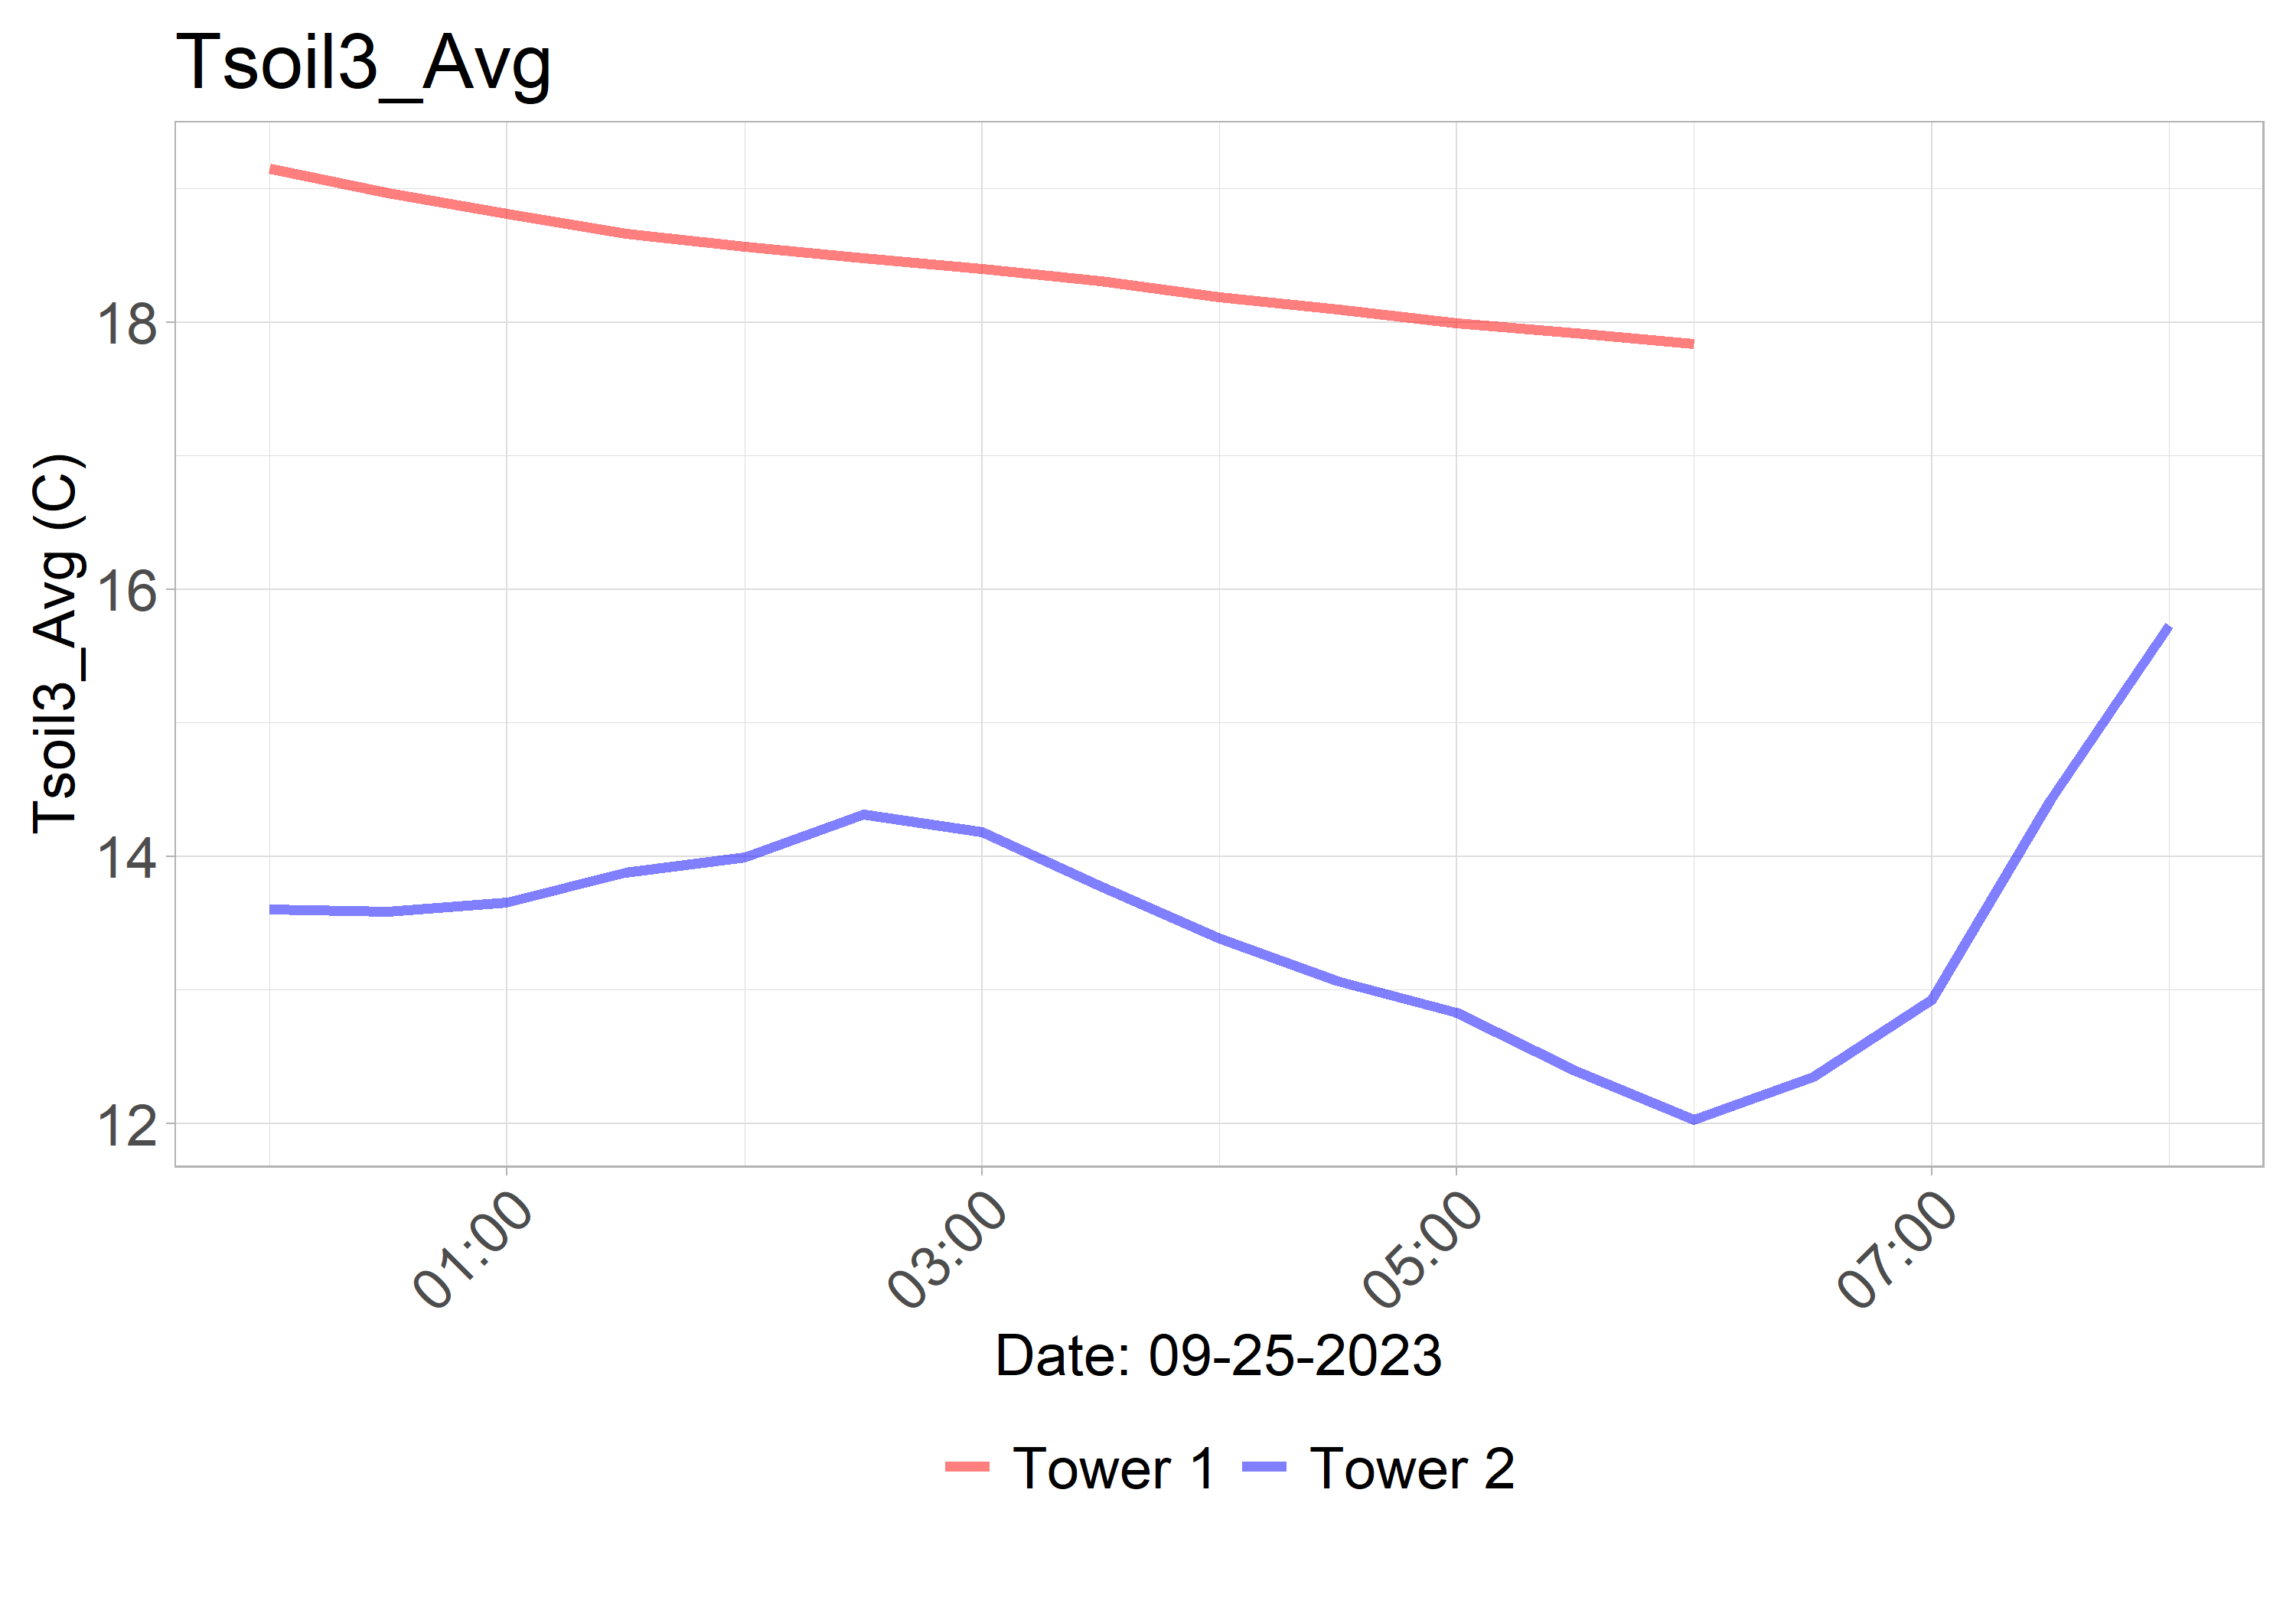 Tsoil3_Avg
Tsoil3_Avg (C)
18
16
14
12
01:00
03:00
05:00
07:00
Date: 09-25-2023
Tower 1
Tower 2